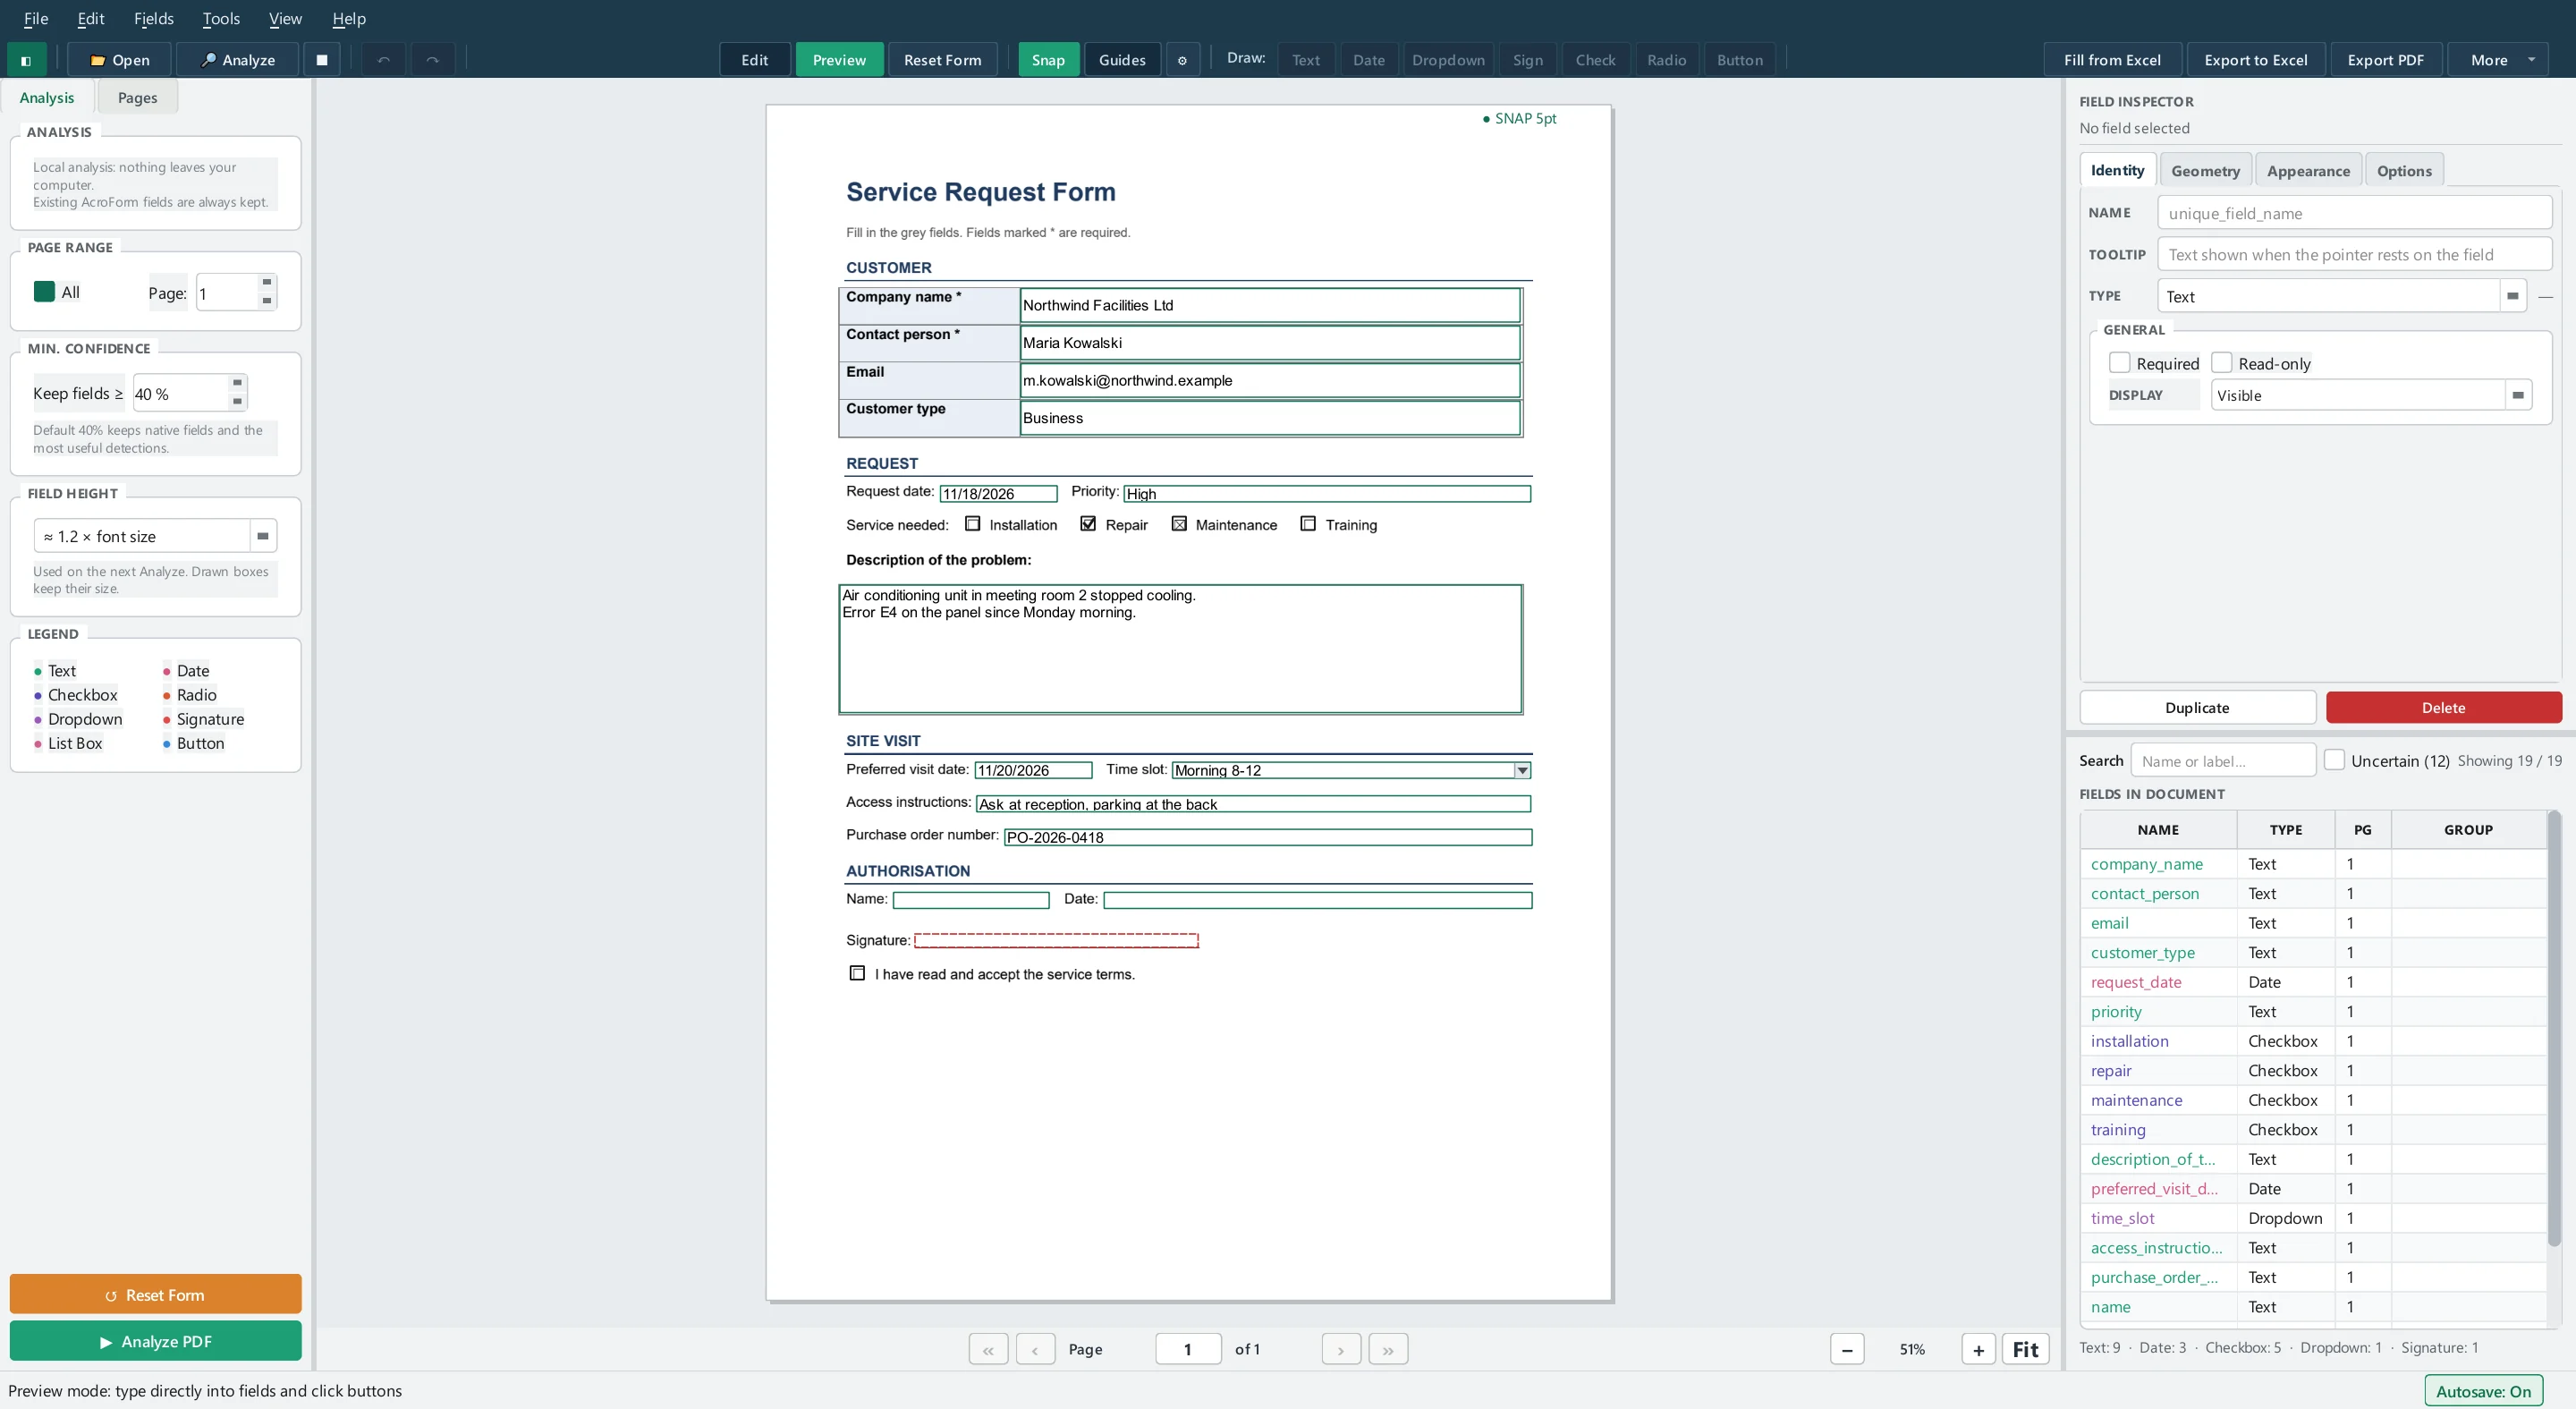 File Edit Fields Tools View Help
Open Analyze Edit Preview Reset Form Snap Guides Draw: Text Date Dropdown Sign Check Radio Button Fill from Excel Export to Excel Export PDF More
Analysis Pages
ANALYSIS
Local analysis: nothing leaves your
computer.
Existing AcroForm fields are always kept.
PAGE RANGE
All Page: 1
MIN. CONFIDENCE
Keep fields ≥ 40 %
Default 40% keeps native fields and the
most useful detections.
FIELD HEIGHT
≈ 1.2 × font size
Used on the next Analyze. Drawn boxes
keep their size.
LEGEND
Text Date
Checkbox Radio
Dropdown Signature
List Box Button
Reset Form
Analyze PDF
SNAP 5pt
Service Request Form
Fill in the grey fields. Fields marked * are required.
CUSTOMER
Company name * Northwind Facilities Ltd
Contact person * Maria Kowalski
Email m.kowalski@northwind.example
Customer type Business
REQUEST
Request date: 11/18/2026 Priority: High
Service needed: Installation Repair Maintenance Training
Description of the problem:
Air conditioning unit in meeting room 2 stopped cooling.
Error E4 on the panel since Monday morning.
SITE VISIT
Preferred visit date: 11/20/2026 Time slot: Morning 8-12
Access instructions: Ask at reception, parking at the back
Purchase order number: PO-2026-0418
AUTHORISATION
Name: Date:
Signature:
I have read and accept the service terms.
« ‹ Page 1 of 1 › » − 51% + Fit
FIELD INSPECTOR
No field selected
Identity Geometry Appearance Options
NAME unique_field_name
TOOLTIP Text shown when the pointer rests on the field
TYPE Text —
GENERAL
Required Read-only
DISPLAY Visible
Duplicate Delete
Search Name or label... Uncertain (12) Showing 19 / 19
FIELDS IN DOCUMENT
NAME TYPE PG GROUP
company_name Text 1
contact_person Text 1
email Text 1
customer_type Text 1
request_date Date 1
priority Text 1
installation Checkbox 1
repair Checkbox 1
maintenance Checkbox 1
training Checkbox 1
description_of_t... Text 1
preferred_visit_d... Date 1
time_slot Dropdown 1
access_instructio... Text 1
purchase_order_... Text 1
name Text 1
Text: 9 · Date: 3 · Checkbox: 5 · Dropdown: 1 · Signature: 1
Preview mode: type directly into fields and click buttons
Autosave: On